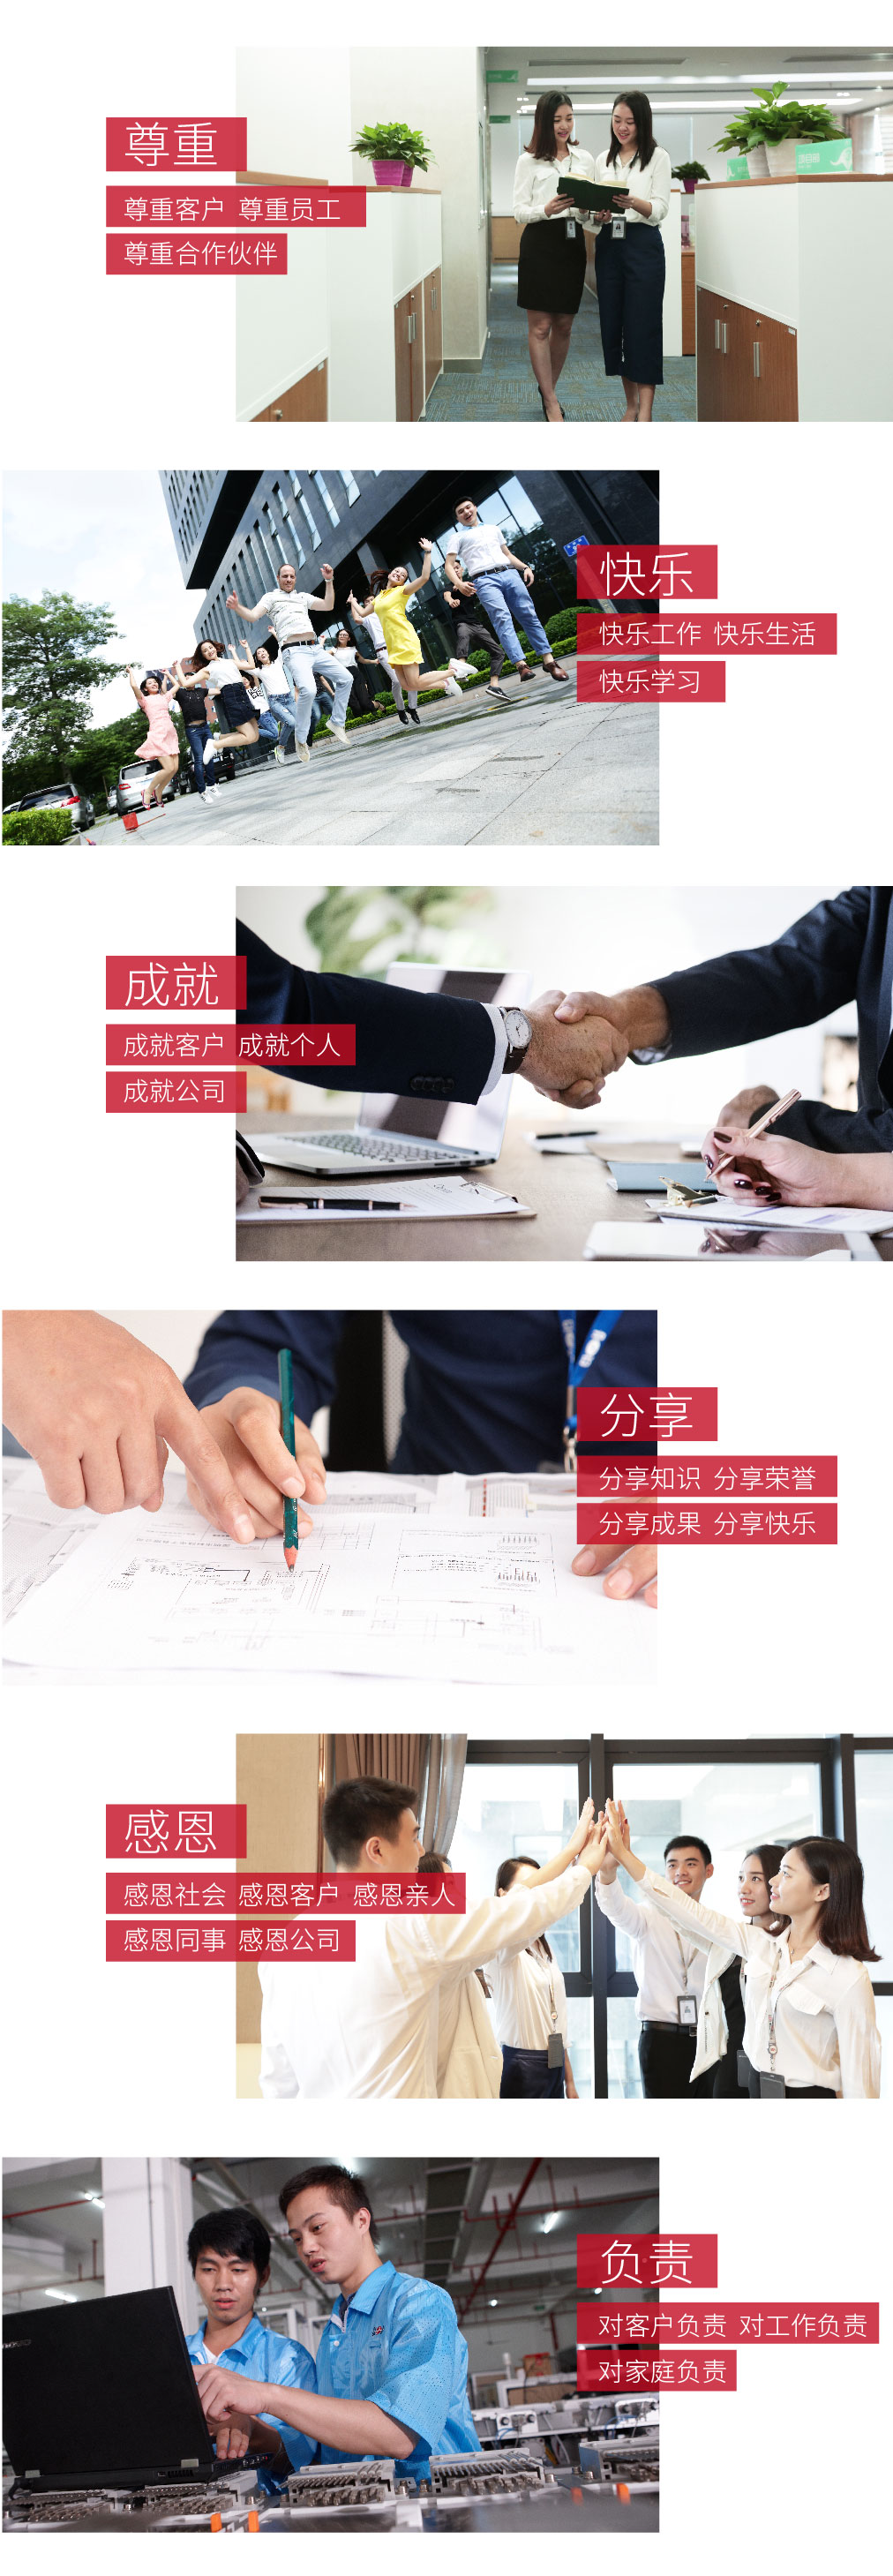 尊重
尊重客户 尊重员工
尊重合作伙伴
快乐
快乐工作 快乐生活
快乐学习
成就
成就客户 成就个人
成就公司
分享
分享知识 分享荣誉
分享成果 分享快乐
感恩
感恩社会 感恩客户 感恩亲人
感恩同事 感恩公司
负责
对客户负责 对工作负责
对家庭负责